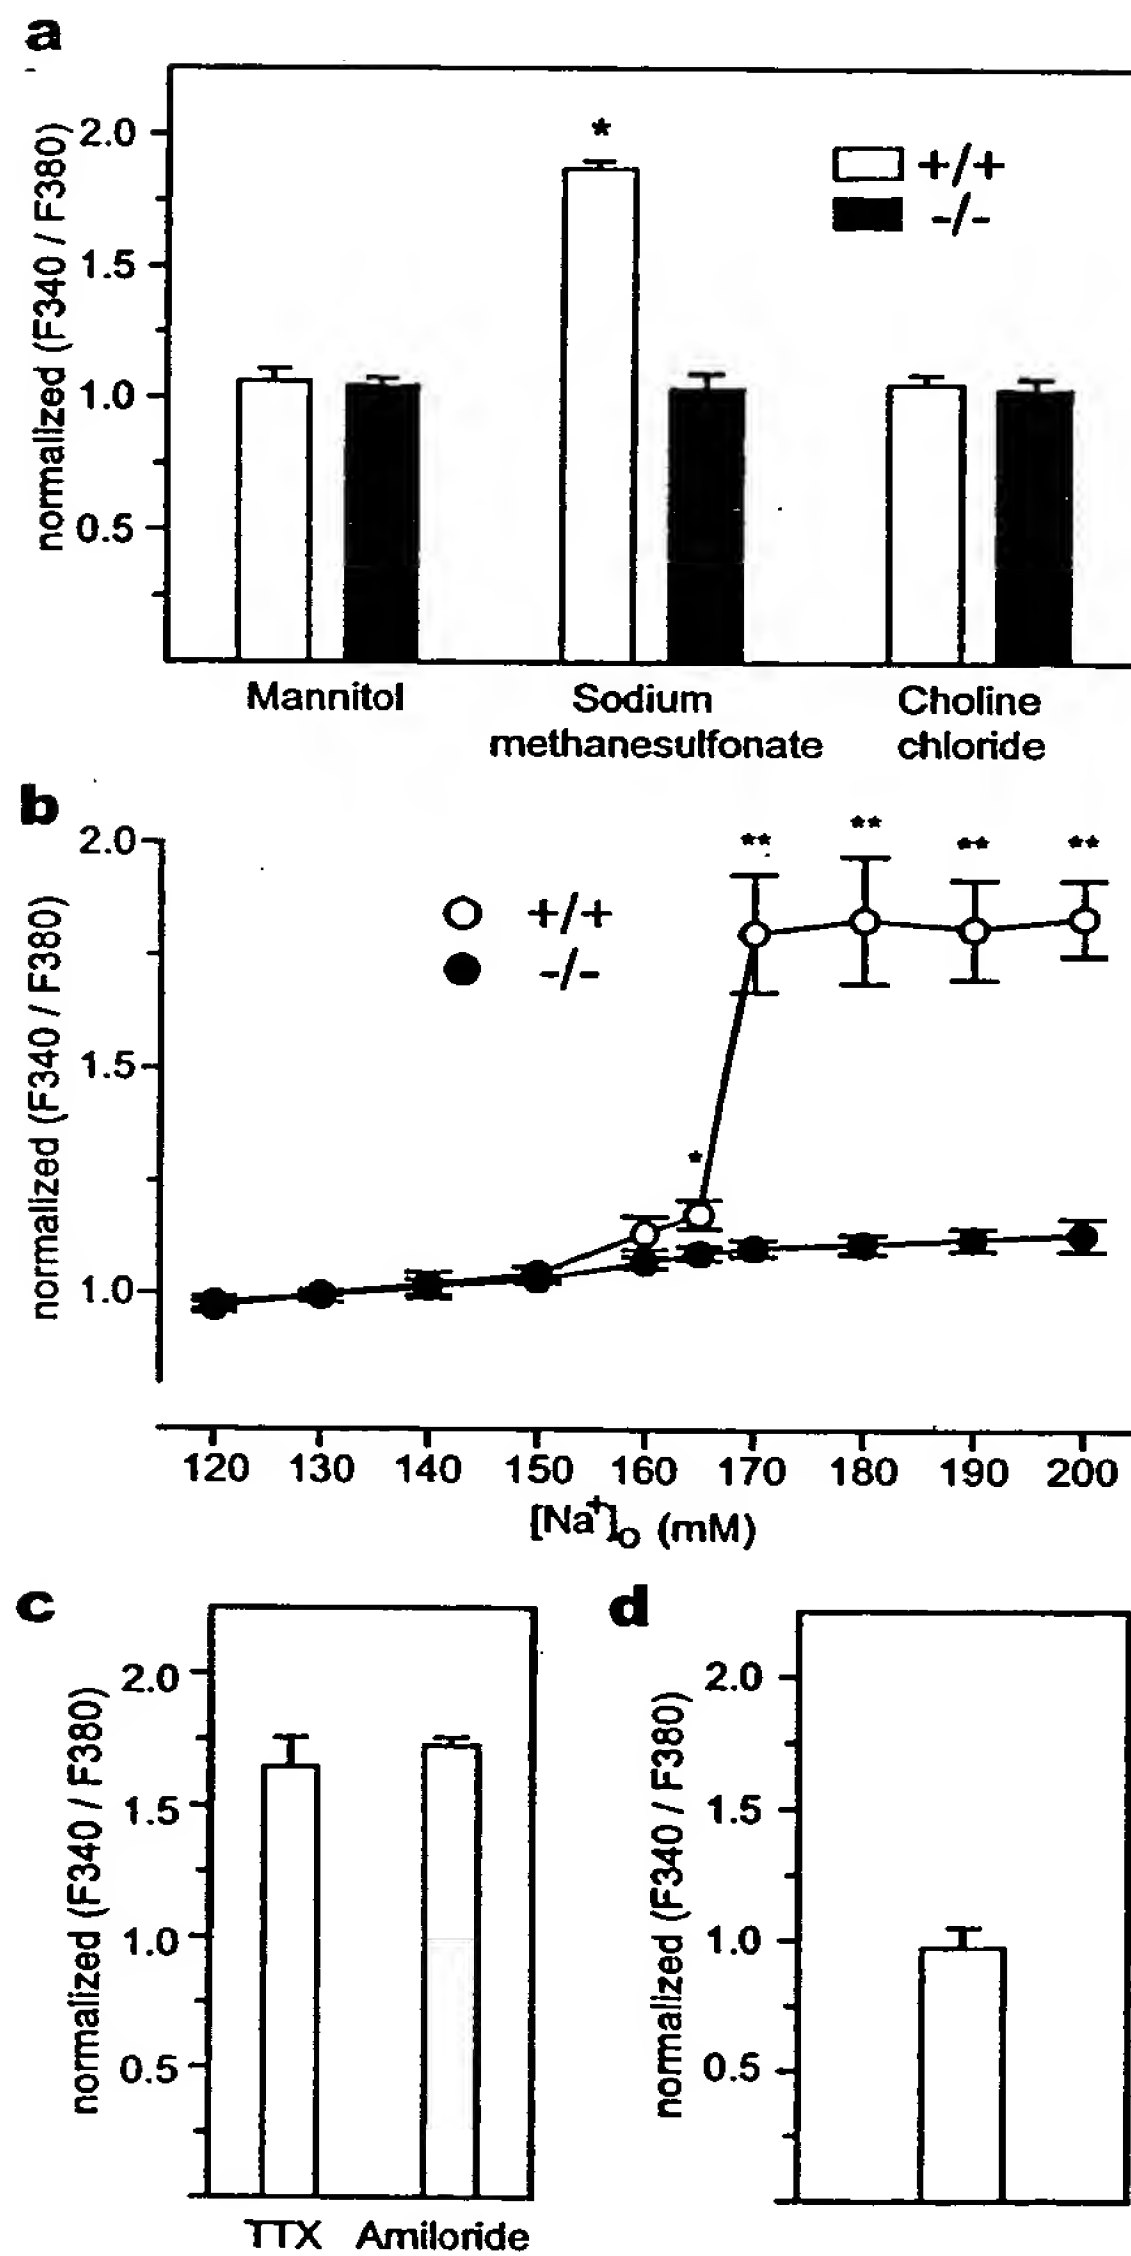 a
normalized (F340 / F380)
2.0
1.5
1.0
0.5
*
+/+
-/-
Mannitol
Sodium
methanesulfonate
Choline
chloride
b
normalized (F340 / F380)
2.0
1.5
1.0
+/+
-/-
*
**
**
**
**
120 130 140 150 160 170 180 190 200
[Na+]o (mM)
c
normalized (F340 / F380)
2.0
1.5
1.0
0.5
TTX Amiloride
d
normalized (F340 / F380)
2.0
1.5
1.0
0.5